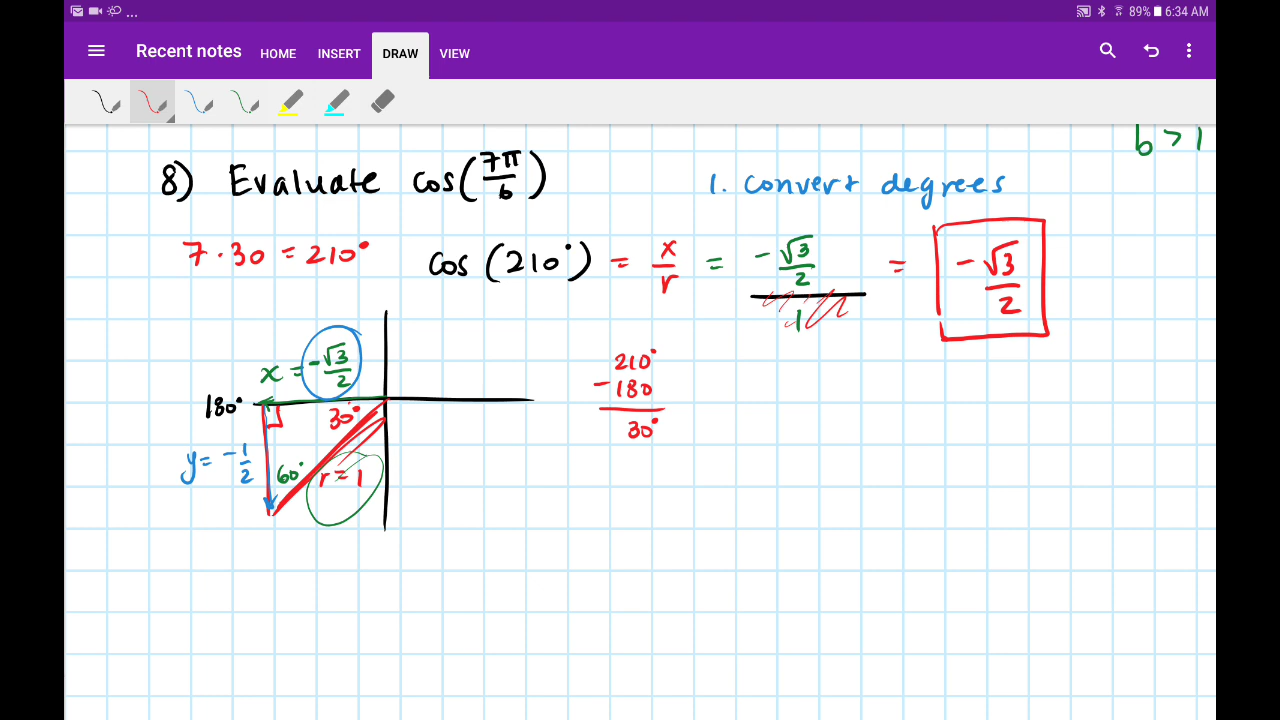 ... 89% 6:34 AM
Recent notes HOME INSERT DRAW VIEW
b > 1
8) Evaluate cos(7π/6)
1. convert degrees
7 · 30 = 210°
cos(210°) = x/r = (-√3/2)/1 = -√3/2
x = -√3/2
210°
- 180
30°
180°
30°
y = -1/2
60°
r = 1